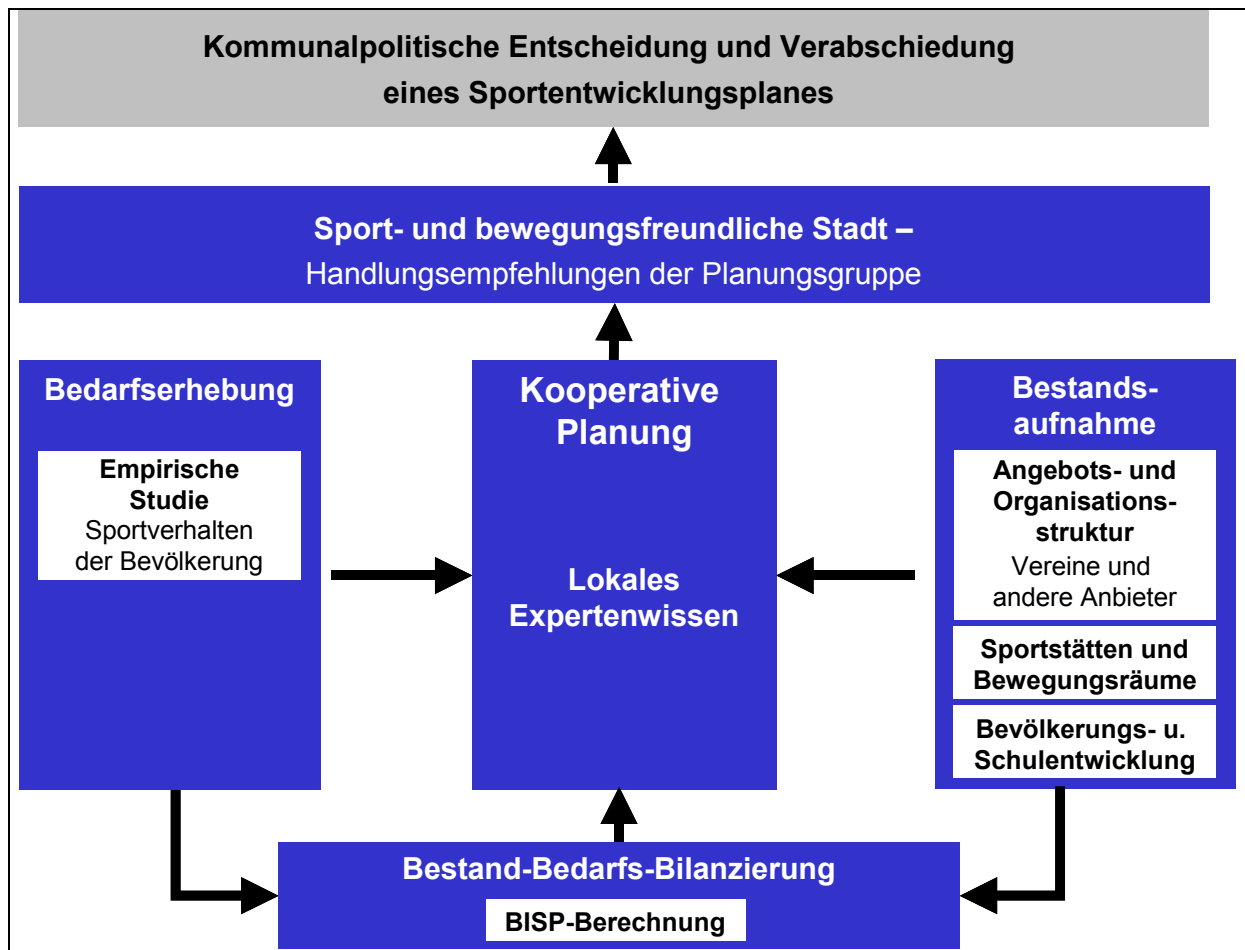 Kommunalpolitische Entscheidung und Verabschiedung
eines Sportentwicklungsplanes
Sport- und bewegungsfreundliche Stadt –
Handlungsempfehlungen der Planungsgruppe
Bedarfserhebung
Empirische
Studie
Sportverhalten
der Bevölkerung
Kooperative
Planung
Lokales
Expertenwissen
Bestands-
aufnahme
Angebots- und
Organisations-
struktur
Vereine und
andere Anbieter
Sportstätten und
Bewegungsräume
Bevölkerungs- u.
Schulentwicklung
Bestand-Bedarfs-Bilanzierung
BISP-Berechnung